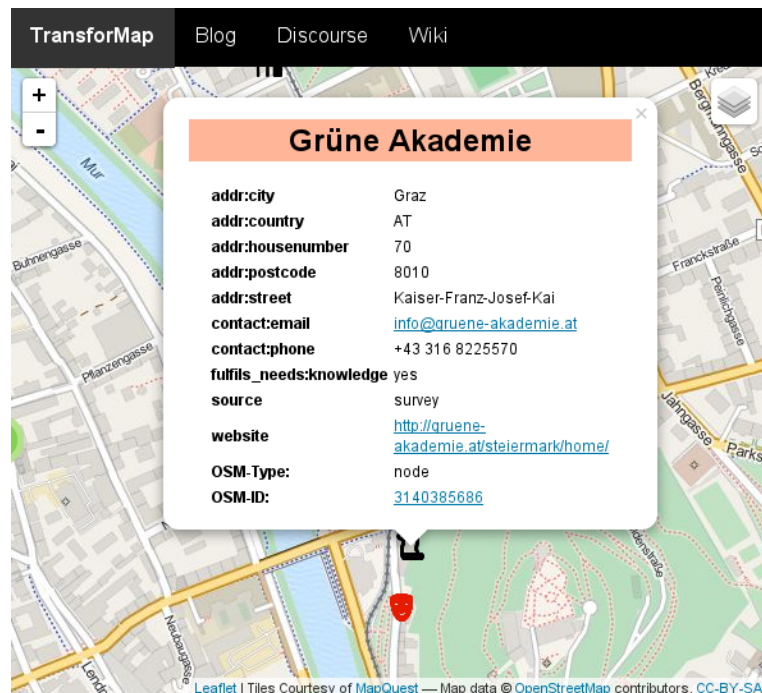 TransforMap Blog Discourse Wiki
+
-
×
Grüne Akademie
addr:city Graz
addr:country AT
addr:housenumber 70
addr:postcode 8010
addr:street Kaiser-Franz-Josef-Kai
contact:email info@gruene-akademie.at
contact:phone +43 316 8225570
fulfils_needs:knowledge yes
source survey
website http://gruene-
akademie.at/steiermark/home/
OSM-Type: node
OSM-ID: 3140385686
Mur
Bergmanngasse
Franckstraße
Peinlichgasse
Jahngasse
Parks
Pflanzengasse
Neubaugasse
Lend
Leaflet | Tiles Courtesy of MapQuest — Map data © OpenStreetMap contributors, CC-BY-SA